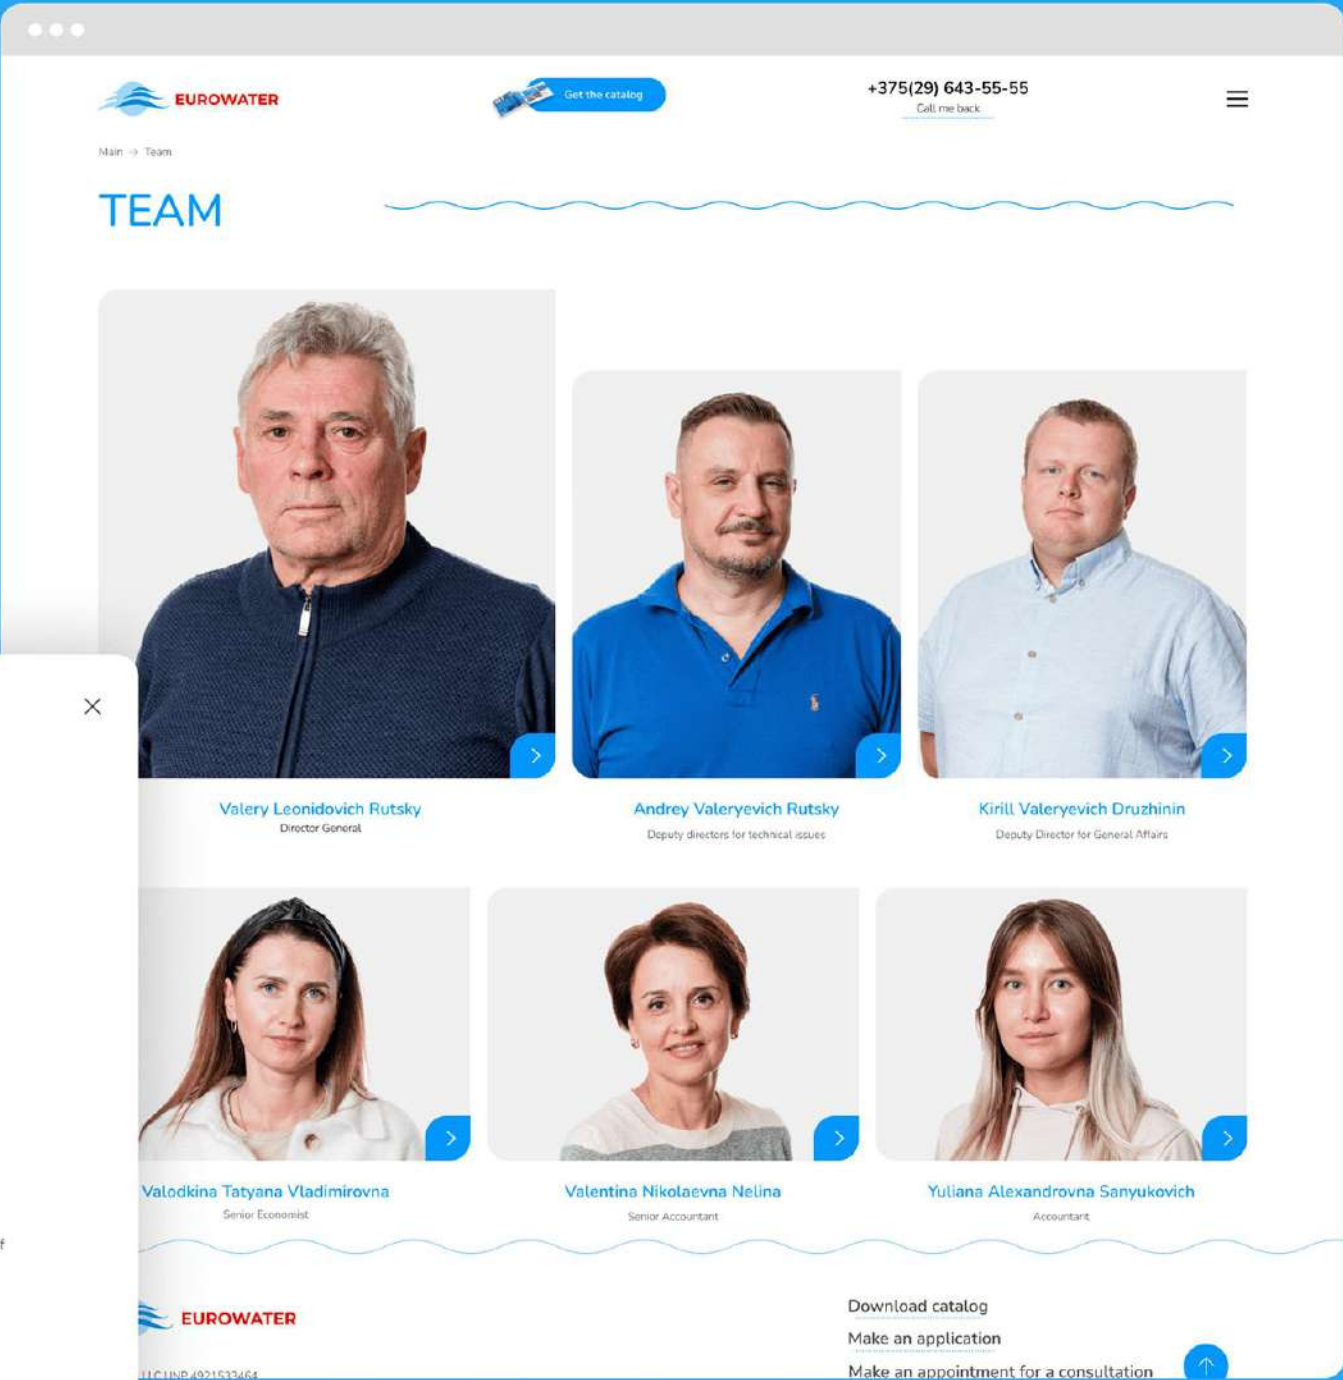 EUROWATER
Get the catalog
+375(29) 643-55-55
Call me back
Main → Team
TEAM
Valery Leonidovich Rutsky
Director General
Andrey Valeryevich Rutsky
Deputy directors for technical issues
Kirill Valeryevich Druzhinin
Deputy Director for General Affairs
Valodkina Tatyana Vladimirovna
Senior Economist
Valentina Nikolaevna Nelina
Senior Accountant
Yuliana Alexandrovna Sanyukovich
Accountant
f
EUROWATER
LLC UNP 4921533464
Download catalog
Make an application
Make an appointment for a consultation